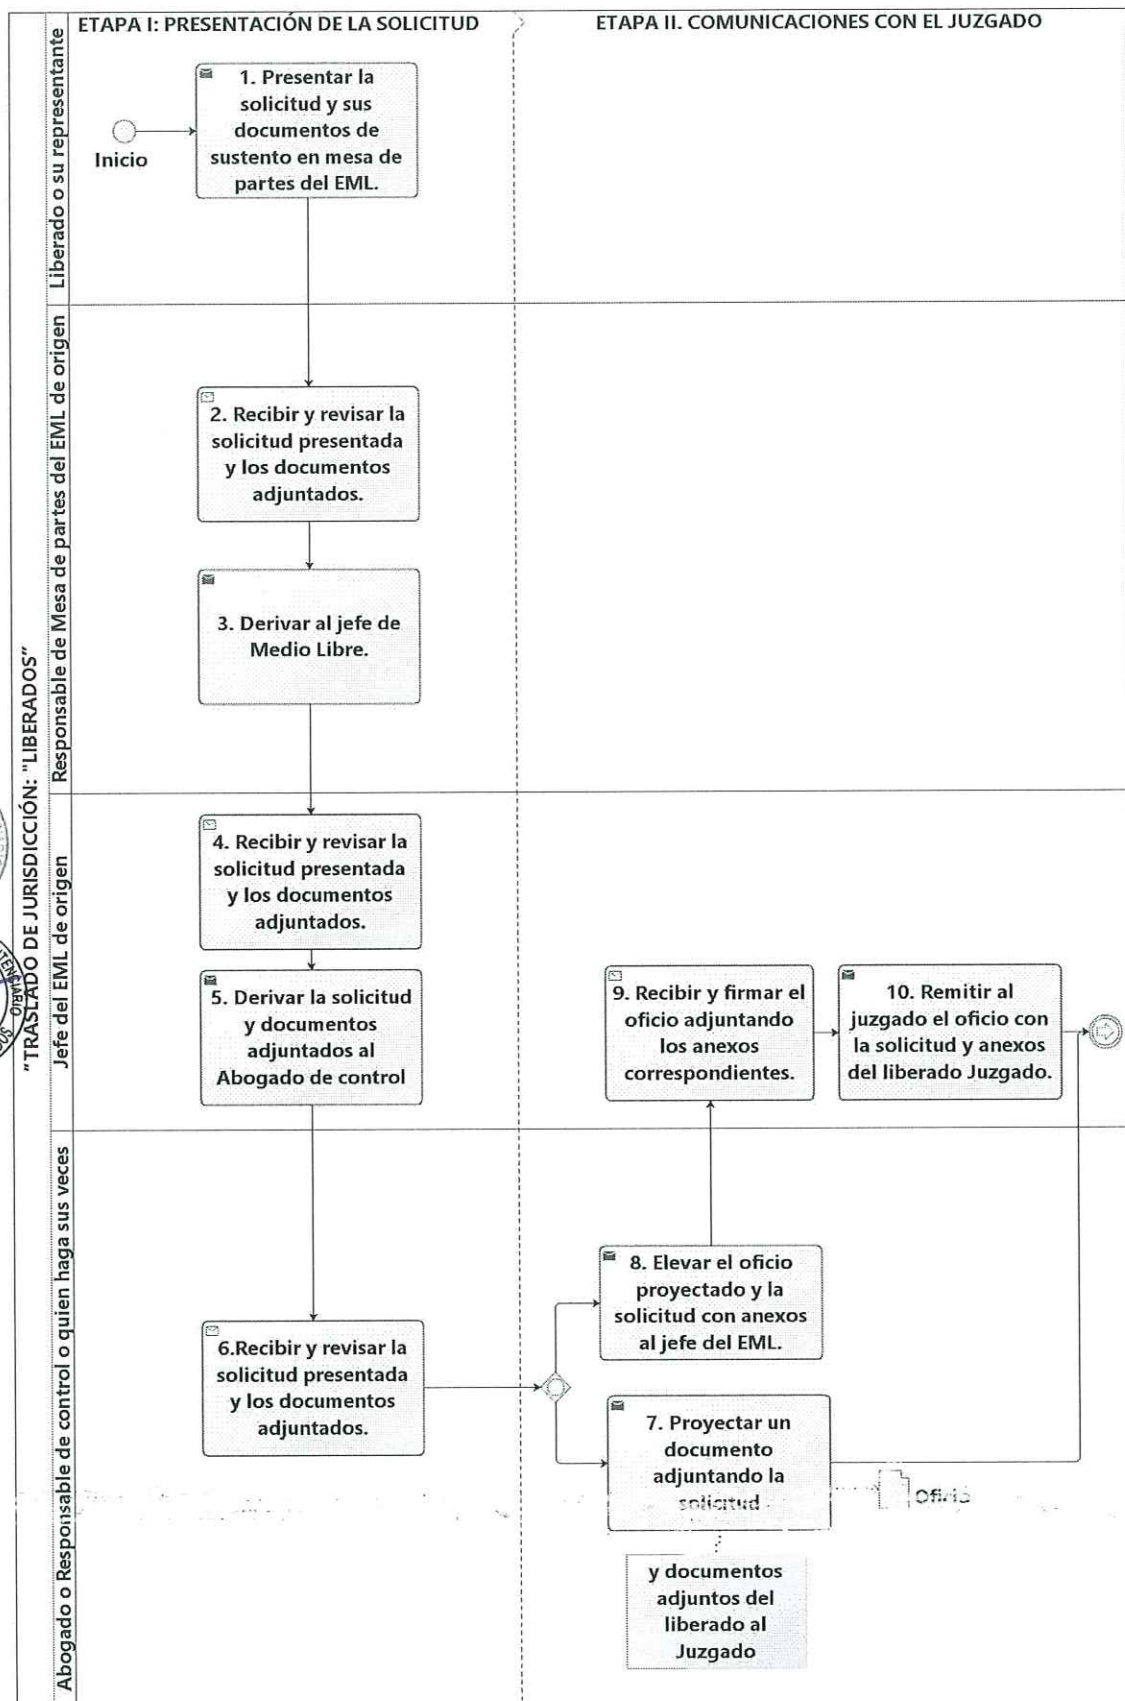 ETAPA I: PRESENTACIÓN DE LA SOLICITUD
ETAPA II. COMUNICACIONES CON EL JUZGADO
"TRASLADO DE JURISDICCIÓN: "LIBERADOS"
Liberado o su representante
Inicio
1. Presentar la
solicitud y sus
documentos de
sustento en mesa de
partes del EML.
Responsable de Mesa de partes del EML de origen
2. Recibir y revisar la
solicitud presentada
y los documentos
adjuntados.
3. Derivar al jefe de
Medio Libre.
Jefe del EML de origen
4. Recibir y revisar la
solicitud presentada
y los documentos
adjuntados.
5. Derivar la solicitud
y documentos
adjuntados al
Abogado de control
9. Recibir y firmar el
oficio adjuntando
los anexos
correspondientes.
10. Remitir al
juzgado el oficio con
la solicitud y anexos
del liberado Juzgado.
Abogado o Responsable de control o quien haga sus veces
6.Recibir y revisar la
solicitud presentada
y los documentos
adjuntados.
8. Elevar el oficio
proyectado y la
solicitud con anexos
al jefe del EML.
7. Proyectar un
documento
adjuntando la
solicitud
Oficio
y documentos
adjuntos del
liberado al
Juzgado